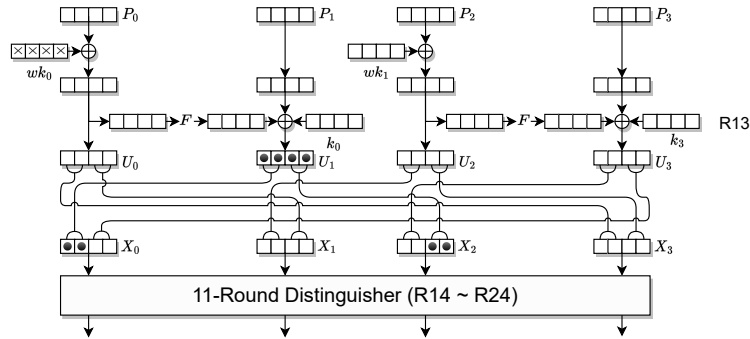 P₀ P₁ P₂ P₃
wk₀ wk₁
F F
k₀ k₃ R13
U₀ U₁ U₂ U₃
X₀ X₁ X₂ X₃
11-Round Distinguisher (R14 ~ R24)